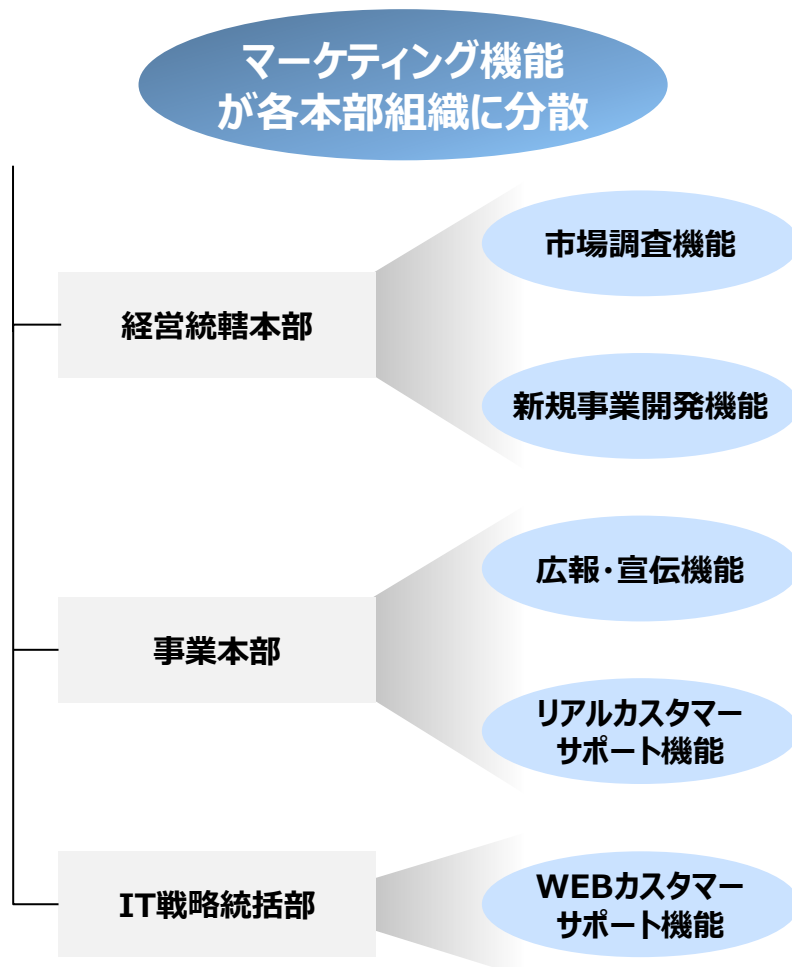 マーケティング機能
が各本部組織に分散
市場調査機能
経営統轄本部
新規事業開発機能
広報・宣伝機能
事業本部
リアルカスタマー
サポート機能
IT戦略統括部
WEBカスタマー
サポート機能